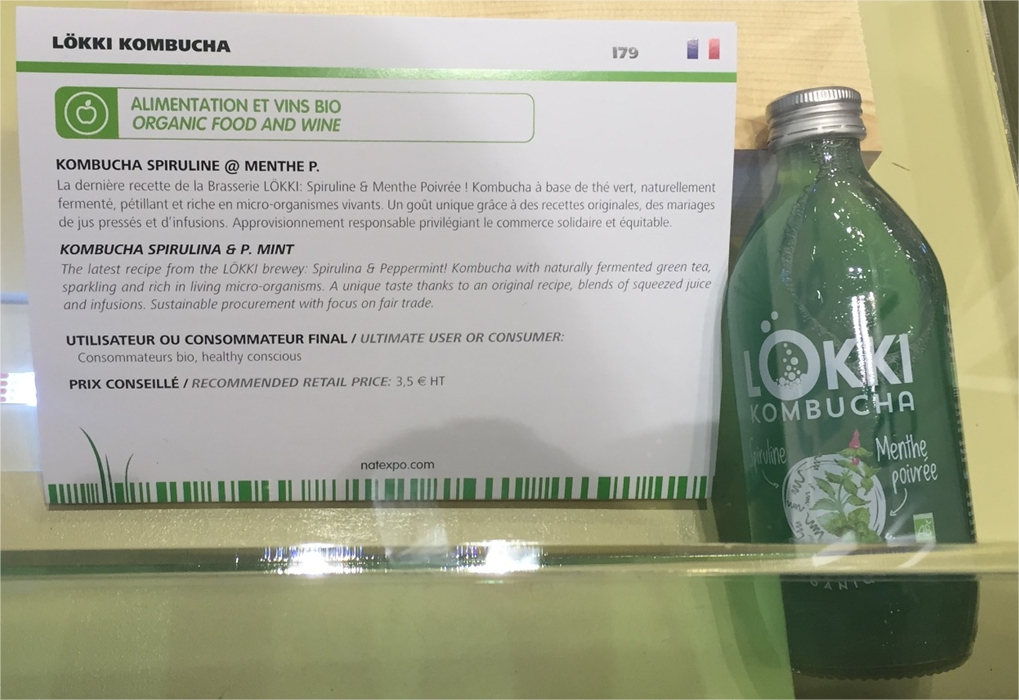 LÖKKI KOMBUCHA
I79
ALIMENTATION ET VINS BIO
ORGANIC FOOD AND WINE
KOMBUCHA SPIRULINE @ MENTHE P.
La dernière recette de la Brasserie LÖKKI: Spiruline & Menthe Poivrée ! Kombucha à base de thé vert, naturellement
fermenté, pétillant et riche en micro-organismes vivants. Un goût unique grâce à des recettes originales, des mariages
de jus pressés et d'infusions. Approvisionnement responsable privilégiant le commerce solidaire et équitable.
KOMBUCHA SPIRULINA & P. MINT
The latest recipe from the LÖKKI brewey: Spirulina & Peppermint! Kombucha with naturally fermented green tea,
sparkling and rich in living micro-organisms. A unique taste thanks to an original recipe, blends of squeezed juice
and infusions. Sustainable procurement with focus on fair trade.
UTILISATEUR OU CONSOMMATEUR FINAL / ULTIMATE USER OR CONSUMER:
Consommateurs bio, healthy conscious
PRIX CONSEILLÉ / RECOMMENDED RETAIL PRICE: 3,5 € HT
natexpo.com
LÖKKI
KOMBUCHA
Spiruline
Menthe
poivrée